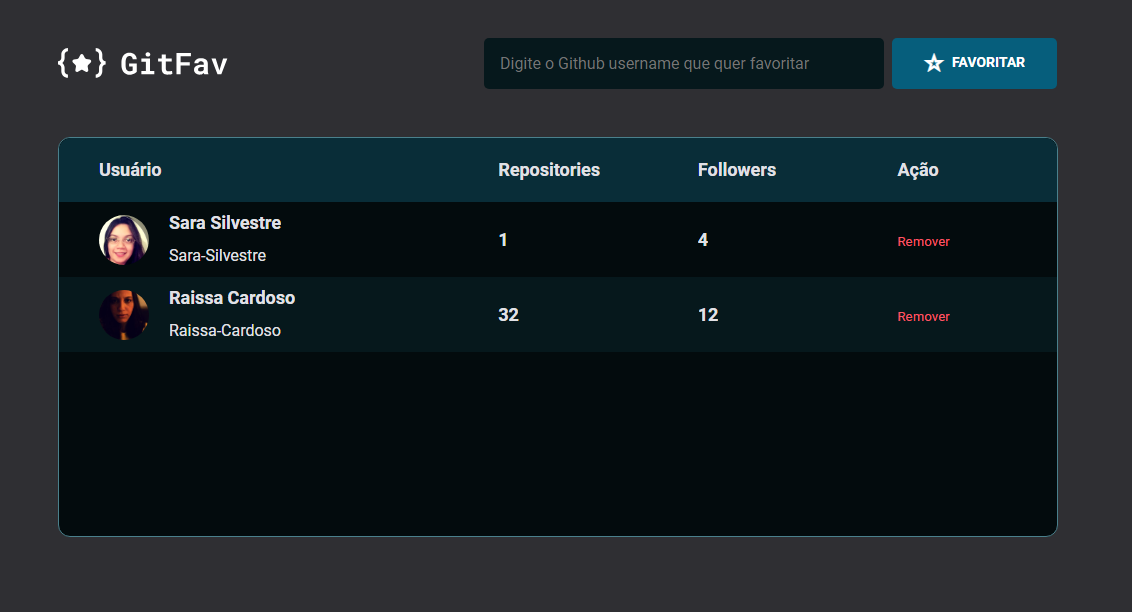 {★} GitFav
Digite o Github username que quer favoritar
FAVORITAR
Usuário Repositories Followers Ação
Sara Silvestre
Sara-Silvestre
1 4 Remover
Raissa Cardoso
Raissa-Cardoso
32 12 Remover